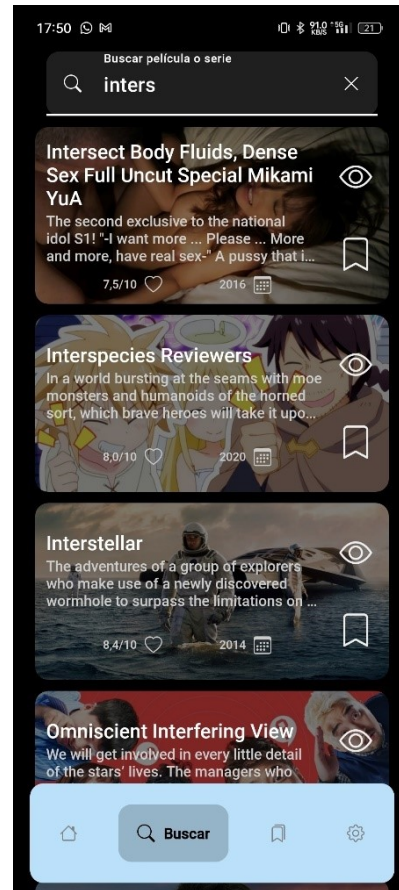 17:50
91.0 KB/S 5G 21
Buscar película o serie
inters
Intersect Body Fluids, Dense
Sex Full Uncut Special Mikami
YuA
The second exclusive to the national
idol S1! "-I want more ... Please ... More
and more, have real sex-" A pussy that i...
7,5/10 2016
Interspecies Reviewers
In a world bursting at the seams with moe
monsters and humanoids of the horned
sort, which brave heroes will take it upo...
8,0/10 2020
Interstellar
The adventures of a group of explorers
who make use of a newly discovered
wormhole to surpass the limitations on ...
8,4/10 2014
Omniscient Interfering View
We will get involved in every little detail
of the stars' lives. The managers who
Buscar